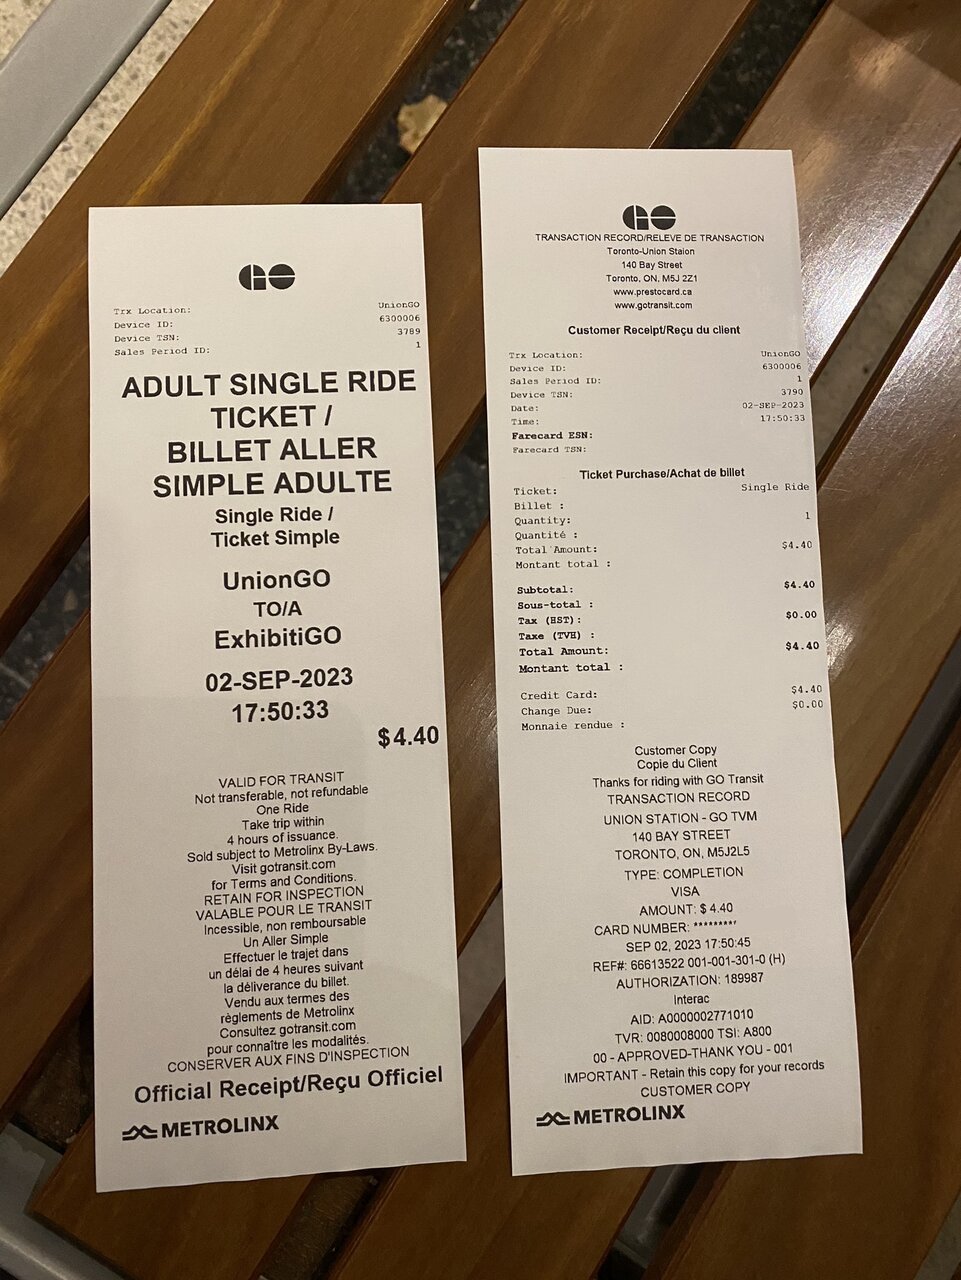 GO
Trx Location: UnionGO
Device ID: 6300006
Device TSN: 3789
Sales Period ID: 1
ADULT SINGLE RIDE
TICKET /
BILLET ALLER
SIMPLE ADULTE
Single Ride /
Ticket Simple
UnionGO
TO/A
ExhibitiGO
02-SEP-2023
17:50:33
$4.40
VALID FOR TRANSIT
Not transferable, not refundable
One Ride
Take trip within
4 hours of issuance.
Sold subject to Metrolinx By-Laws.
Visit gotransit.com
for Terms and Conditions.
RETAIN FOR INSPECTION
VALABLE POUR LE TRANSIT
Incessible, non remboursable
Un Aller Simple
Effectuer le trajet dans
un délai de 4 heures suivant
la déliverance du billet.
Vendu aux termes des
règlements de Metrolinx
Consultez gotransit.com
pour connaître les modalités.
CONSERVER AUX FINS D'INSPECTION
Official Receipt/Reçu Officiel
METROLINX
GO
TRANSACTION RECORD/RELEVE DE TRANSACTION
Toronto-Union Staion
140 Bay Street
Toronto, ON, M5J 2Z1
www.prestocard.ca
www.gotransit.com
Customer Receipt/Reçu du client
Trx Location: UnionGO
Device ID: 6300006
Sales Period ID: 1
Device TSN: 3790
Date: 02-SEP-2023
Time: 17:50:33
Farecard ESN:
Farecard TSN:
Ticket Purchase/Achat de billet
Ticket: Single Ride
Billet :
Quantity: 1
Quantité :
Total Amount: $4.40
Montant total :
Subtotal: $4.40
Sous-total :
Tax (HST): $0.00
Taxe (TVH) :
Total Amount: $4.40
Montant total :
Credit Card: $4.40
Change Due: $0.00
Monnaie rendue :
Customer Copy
Copie du Client
Thanks for riding with GO Transit
TRANSACTION RECORD
UNION STATION - GO TVM
140 BAY STREET
TORONTO, ON, M5J2L5
TYPE: COMPLETION
VISA
AMOUNT: $ 4.40
CARD NUMBER: *********
SEP 02, 2023 17:50:45
REF#: 66613522 001-001-301-0 (H)
AUTHORIZATION: 189987
Interac
AID: A0000002771010
TVR: 0080008000 TSI: A800
00 - APPROVED-THANK YOU - 001
IMPORTANT - Retain this copy for your records
CUSTOMER COPY
METROLINX